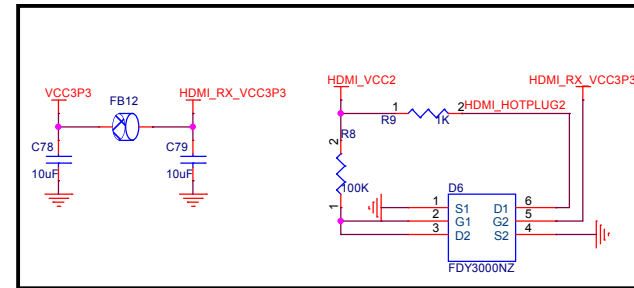 VCC3P3
FB12
HDMI_RX_VCC3P3
C78
10uF
C79
10uF
HDMI_VCC2
HDMI_RX_VCC3P3
1
2
HDMI_HOTPLUG2
R9
1K
R8
2
100K
1
D6
1
S1
D1
6
2
G1
G2
5
3
D2
S2
4
FDY3000NZ